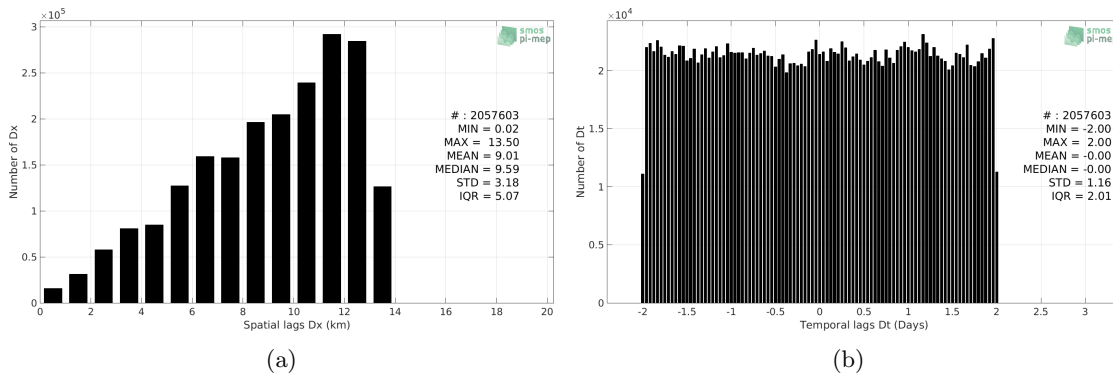 ×10⁵
3
2.5
2
1.5
1
0.5
0
Number of Dx
0 2 4 6 8 10 12 14 16 18 20
Spatial lags Dx (km)
smos
pi-mep
# : 2057603
MIN = 0.02
MAX = 13.50
MEAN = 9.01
MEDIAN = 9.59
STD = 3.18
IQR = 5.07
(a)
×10⁴
2
1.5
1
0.5
0
Number of Dt
-2 -1.5 -1 -0.5 0 0.5 1 1.5 2 2.5 3
Temporal lags Dt (Days)
smos
pi-mep
# : 2057603
MIN = -2.00
MAX = 2.00
MEAN = -0.00
MEDIAN = -0.00
STD = 1.16
IQR = 2.01
(b)